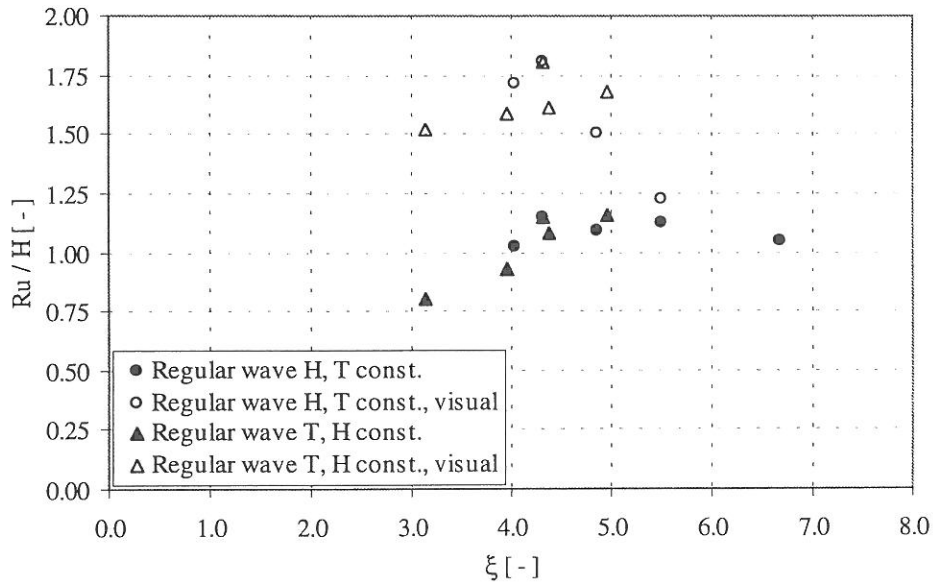 2.00
1.75
1.50
1.25
1.00
0.75
0.50
0.25
0.00
Ru / H [ - ]
Regular wave H, T const.
Regular wave H, T const., visual
Regular wave T, H const.
Regular wave T, H const., visual
0.0 1.0 2.0 3.0 4.0 5.0 6.0 7.0 8.0
ξ [ - ]